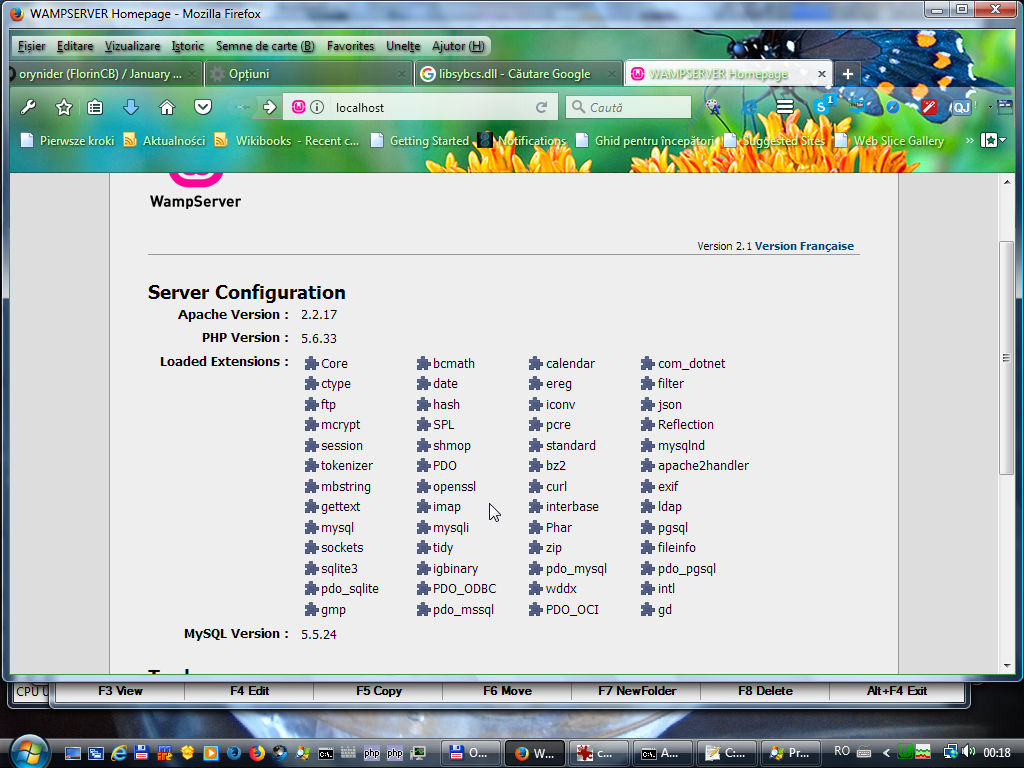 WAMPSERVER Homepage - Mozilla Firefox
Fișier Editare Vizualizare Istoric Semne de carte (B) Favorites Unelte Ajutor (H)
orynider (FlorinCB) / January ... Opțiuni libsybcs.dll - Căutare Google WAMPSERVER Homepage
localhost Caută
Pierwsze kroki Aktualności Wikibooks - Recent c... Getting Started Notifications Ghid pentru începători Suggested Sites Web Slice Gallery
WampServer
Version 2.1 Version Française
Server Configuration
Apache Version : 2.2.17
PHP Version : 5.6.33
Loaded Extensions : Core bcmath calendar com_dotnet
ctype date ereg filter
ftp hash iconv json
mcrypt SPL pcre Reflection
session shmop standard mysqlnd
tokenizer PDO bz2 apache2handler
mbstring openssl curl exif
gettext imap interbase ldap
mysql mysqli Phar pgsql
sockets tidy zip fileinfo
sqlite3 igbinary pdo_mysql pdo_pgsql
pdo_sqlite PDO_ODBC wddx intl
gmp pdo_mssql PDO_OCI gd
MySQL Version : 5.5.24
CPU F3 View F4 Edit F5 Copy F6 Move F7 NewFolder F8 Delete Alt+F4 Exit
php php O... W... c... A... C:... Pr... RO 00:18